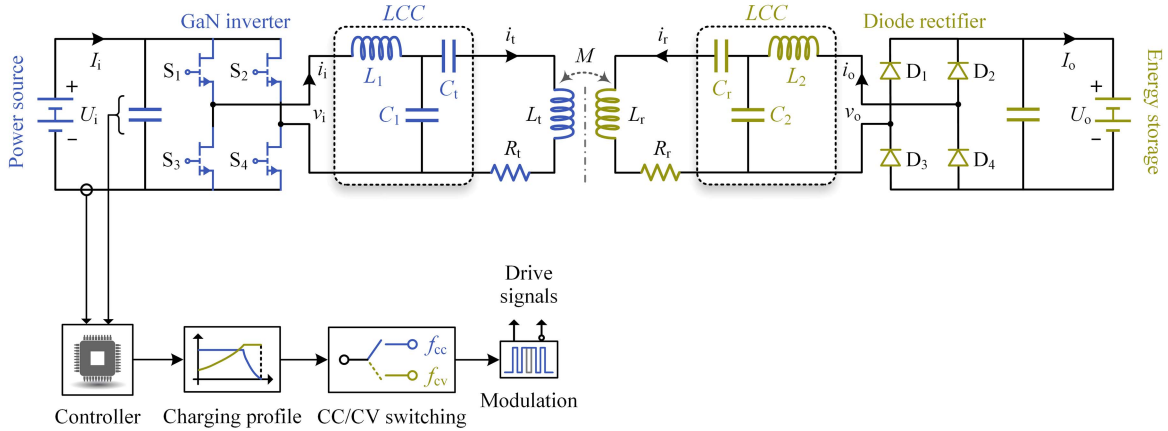 GaN inverter
LCC
LCC
Diode rectifier
Power source
Energy storage
I_i
+
U_i
−
S_1
S_2
S_3
S_4
i_i
v_i
L_1
C_t
C_1
i_t
L_t
R_t
M
i_r
L_r
R_r
C_r
L_2
C_2
i_o
v_o
D_1
D_2
D_3
D_4
I_o
+
U_o
−
Drive
signals
f_cc
f_cv
Controller
Charging profile
CC/CV switching
Modulation